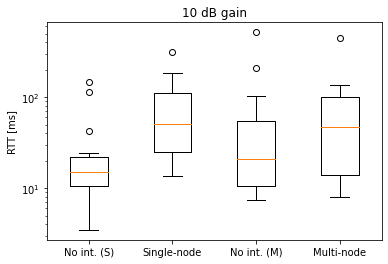 10 dB gain
RTT [ms]
10²
10¹
No int. (S) Single-node No int. (M) Multi-node